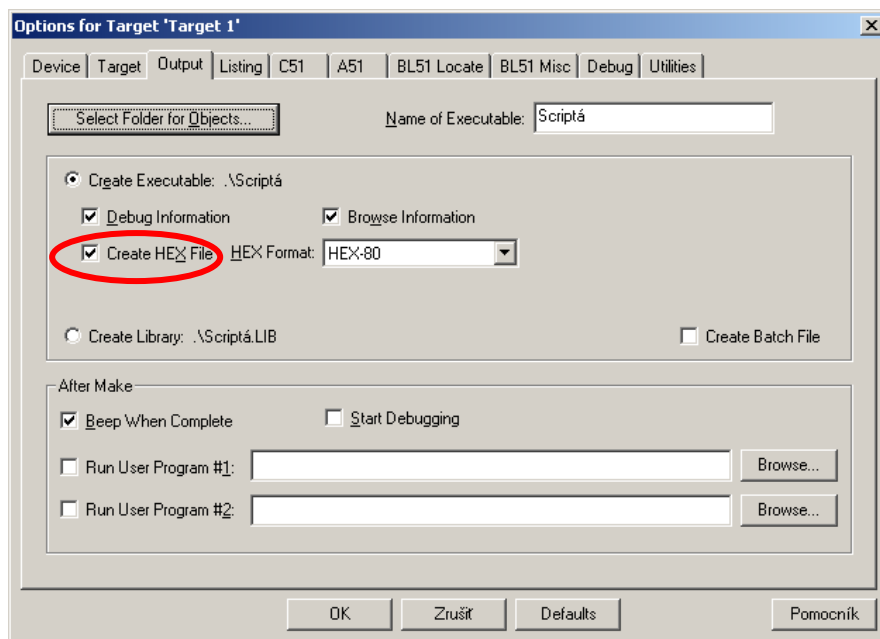 Options for Target 'Target 1'
Device Target Output Listing C51 A51 BL51 Locate BL51 Misc Debug Utilities
Select Folder for Objects... Name of Executable: Scriptá
Create Executable: .\Scriptá
Debug Information Browse Information
Create HEX File HEX Format: HEX-80
Create Library: .\Scriptá.LIB Create Batch File
After Make
Beep When Complete Start Debugging
Run User Program #1: Browse...
Run User Program #2: Browse...
OK Zrušiť Defaults Pomocník